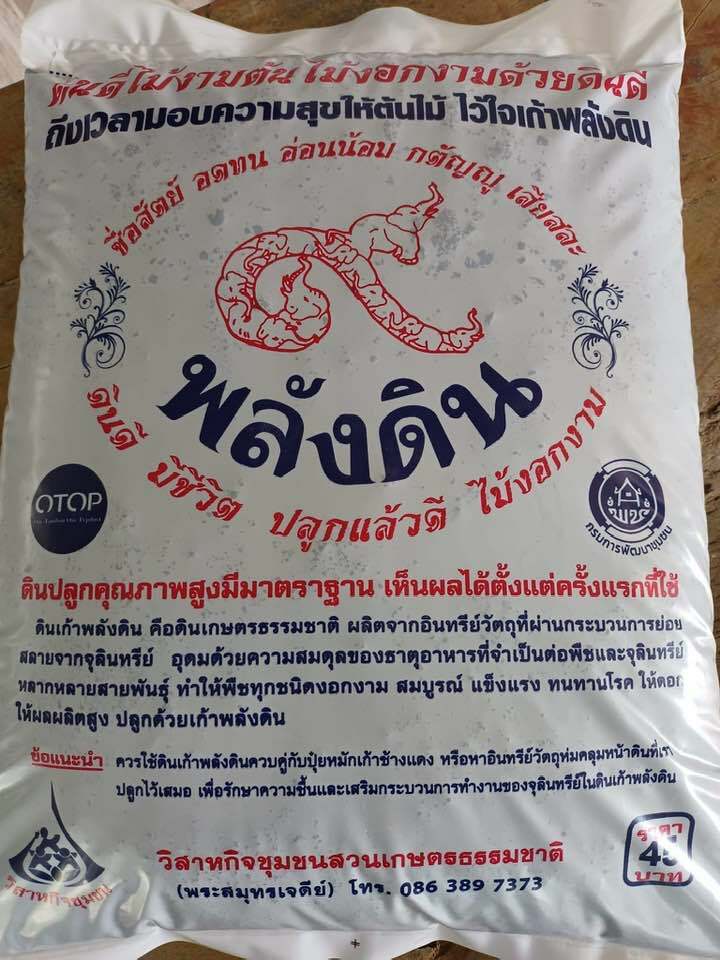 ดินดีไม้งามต้น ไม้งอกงามด้วยดินดี
ถึงเวลามอบความสุขให้ต้นไม้ ไว้ใจเก้าพลังดิน
ซื่อสัตย์ อดทน อ่อนน้อม กตัญญู เสียสละ
๙
พลังดิน
ดินดี มีชีวิต ปลูกแล้วดี ไม้งอกงาม
OTOP
One Tambon One Product
พช
กรมการพัฒนาชุมชน
ดินปลูกคุณภาพสูงมีมาตราฐาน เห็นผลได้ตั้งแต่ครั้งแรกที่ใช้
ดินเก้าพลังดิน คือดินเกษตรธรรมชาติ ผลิตจากอินทรีย์วัตถุที่ผ่านกระบวนการย่อย
สลายจากจุลินทรีย์ อุดมด้วยความสมดุลของธาตุอาหารที่จำเป็นต่อพืชและจุลินทรีย์
หลากหลายสายพันธุ์ ทำให้พืชทุกชนิดงอกงาม สมบูรณ์ แข็งแรง ทนทานโรค ให้ดอก
ให้ผลผลิตสูง ปลูกด้วยเก้าพลังดิน
ข้อแนะนำ ควรใช้ดินเก้าพลังดินควบคู่กับปุ๋ยหมักเก้าช้างแดง หรือหาอินทรีย์วัตถุห่มคลุมหน้าดินที่เรา
ปลูกไว้เสมอ เพื่อรักษาความชื้นและเสริมกระบวนการทำงานของจุลินทรีย์ในดินเก้าพลังดิน
วิสาหกิจชุมชน
วิสาหกิจชุมชนสวนเกษตรธรรมชาติ
(พระสมุทรเจดีย์) โทร. 086 389 7373
ราคา
45
บาท